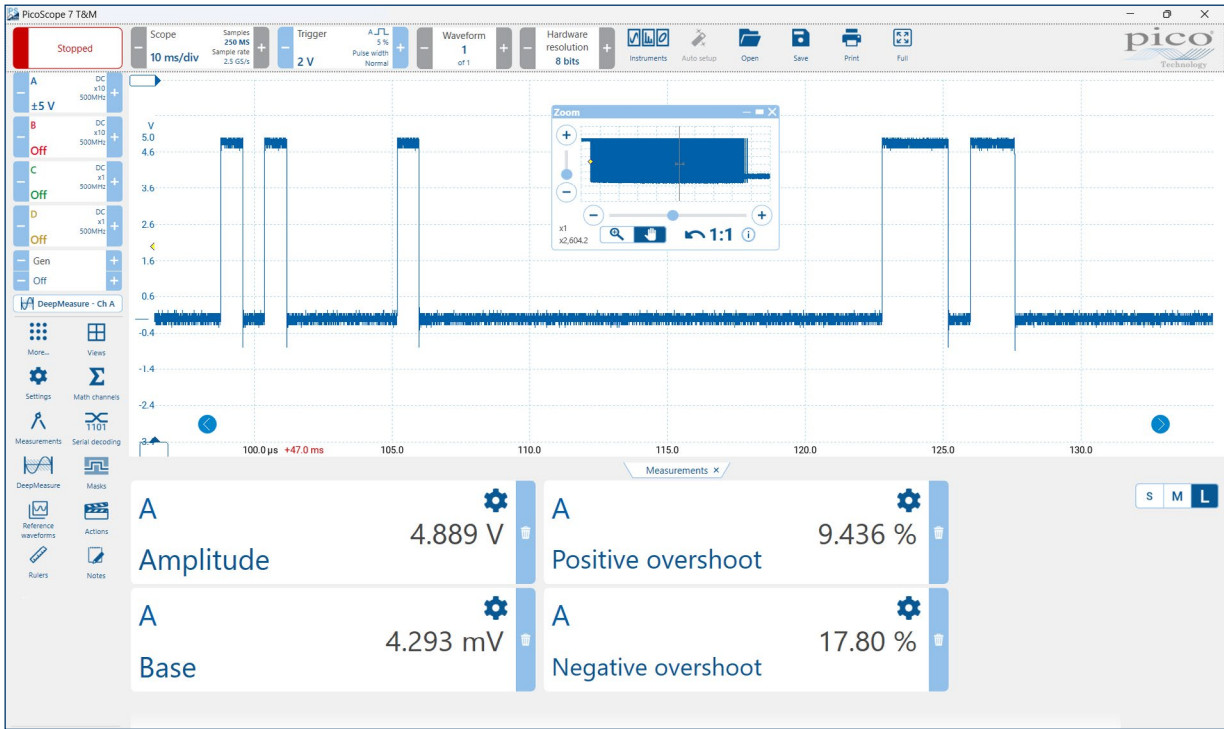 PicoScope 7 T&M
Stopped
Scope
10 ms/div
Samples
250 MS
Sample rate
2.5 GS/s
Trigger
2 V
A
5 %
Pulse width
Normal
Waveform
1
of 1
Hardware
resolution
8 bits
Instruments
Auto setup
Open
Save
Print
Full
pico
Technology
A
±5 V
DC
x10
500MHz
B
Off
DC
x10
500MHz
C
Off
DC
x1
500MHz
D
Off
DC
x1
500MHz
Gen
Off
DeepMeasure - Ch A
More...
Views
Settings
Math channels
Measurements
Serial decoding
DeepMeasure
Masks
Reference
waveforms
Actions
Rulers
Notes
V
5.0
4.6
3.6
2.6
1.6
0.6
-0.4
-1.4
-2.4
-3.4
Zoom
x1
x2,604.2
1:1
100.0 µs +47.0 ms
105.0
110.0
115.0
120.0
125.0
130.0
Measurements ×
S M L
A
4.889 V
Amplitude
A
9.436 %
Positive overshoot
A
4.293 mV
Base
A
17.80 %
Negative overshoot